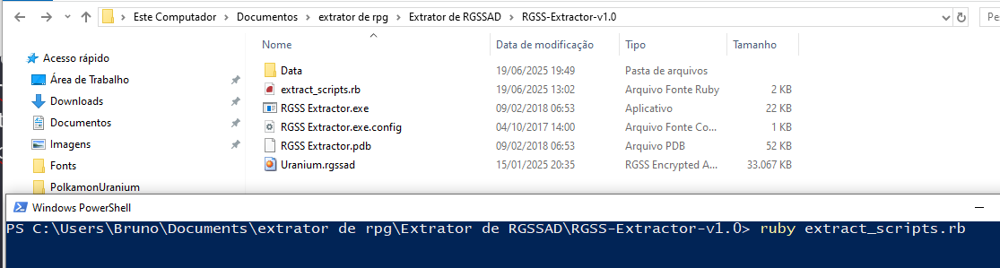 Este Computador > Documentos > extrator de rpg > Extrator de RGSSAD > RGSS-Extractor-v1.0
Pe
Nome Data de modificação Tipo Tamanho
Acesso rápido
Área de Trabalho
Downloads
Documentos
Imagens
Fonts
PolkamonUranium
Data 19/06/2025 19:49 Pasta de arquivos
extract_scripts.rb 19/06/2025 13:02 Arquivo Fonte Ruby 2 KB
RGSS Extractor.exe 09/02/2018 06:53 Aplicativo 22 KB
RGSS Extractor.exe.config 04/10/2017 14:00 Arquivo Fonte Co... 1 KB
RGSS Extractor.pdb 09/02/2018 06:53 Arquivo PDB 52 KB
Uranium.rgssad 15/01/2025 20:35 RGSS Encrypted A... 33.067 KB
Windows PowerShell
PS C:\Users\Bruno\Documents\extrator de rpg\Extrator de RGSSAD\RGSS-Extractor-v1.0> ruby extract_scripts.rb